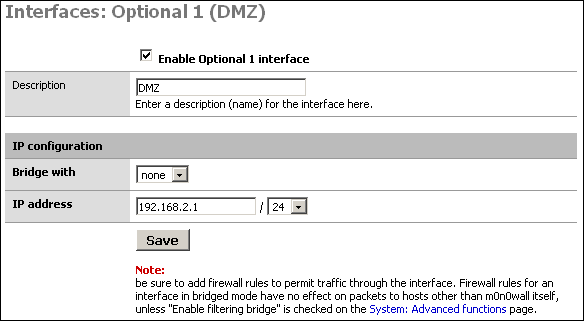 Interfaces: Optional 1 (DMZ)
Enable Optional 1 interface
Description
DMZ
Enter a description (name) for the interface here.
IP configuration
Bridge with
none
IP address
192.168.2.1 / 24
Save
Note:
be sure to add firewall rules to permit traffic through the interface. Firewall rules for an
interface in bridged mode have no effect on packets to hosts other than m0n0wall itself,
unless "Enable filtering bridge" is checked on the System: Advanced functions page.